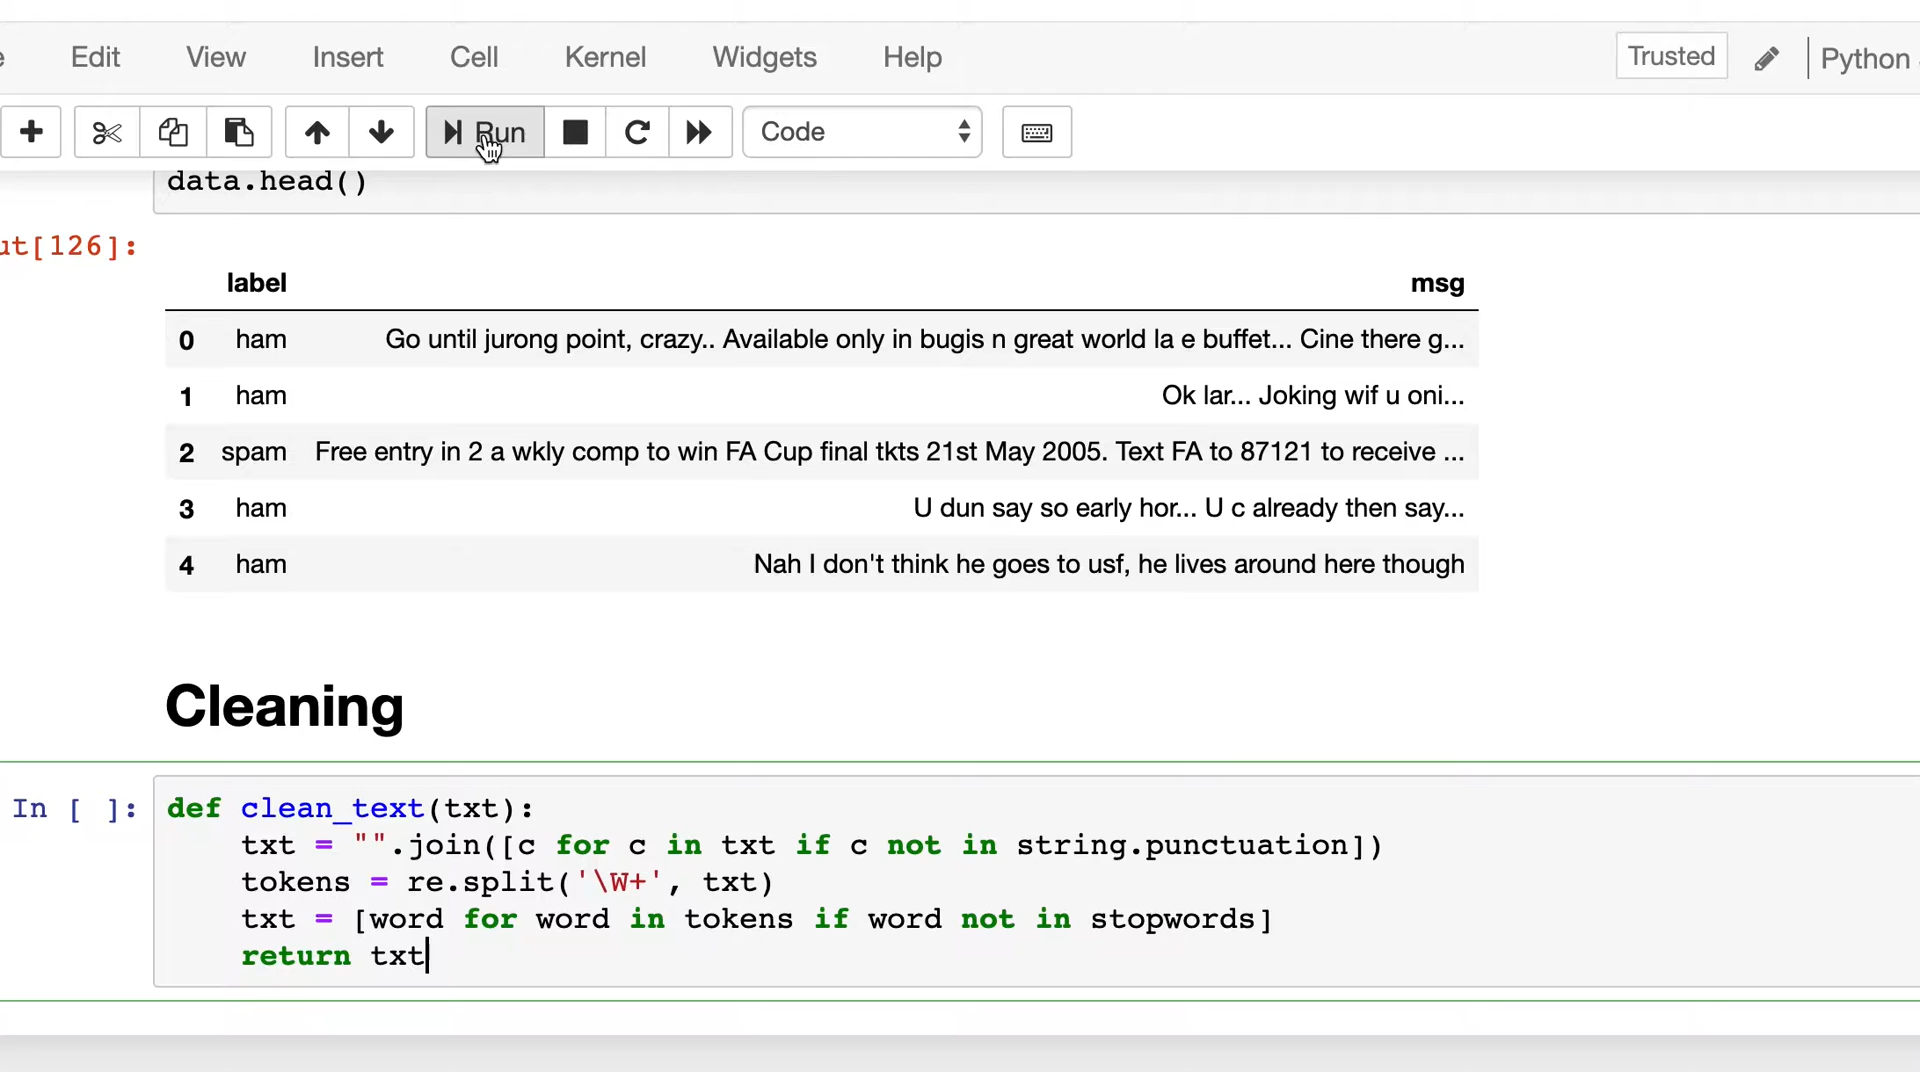 Edit View Insert Cell Kernel Widgets Help Trusted Python
Run Code
data.head()
ut[126]:
label msg
0 ham Go until jurong point, crazy.. Available only in bugis n great world la e buffet... Cine there g...
1 ham Ok lar... Joking wif u oni...
2 spam Free entry in 2 a wkly comp to win FA Cup final tkts 21st May 2005. Text FA to 87121 to receive ...
3 ham U dun say so early hor... U c already then say...
4 ham Nah I don't think he goes to usf, he lives around here though
Cleaning
In [ ]: def clean_text(txt):
txt = "".join([c for c in txt if c not in string.punctuation])
tokens = re.split('\W+', txt)
txt = [word for word in tokens if word not in stopwords]
return txt